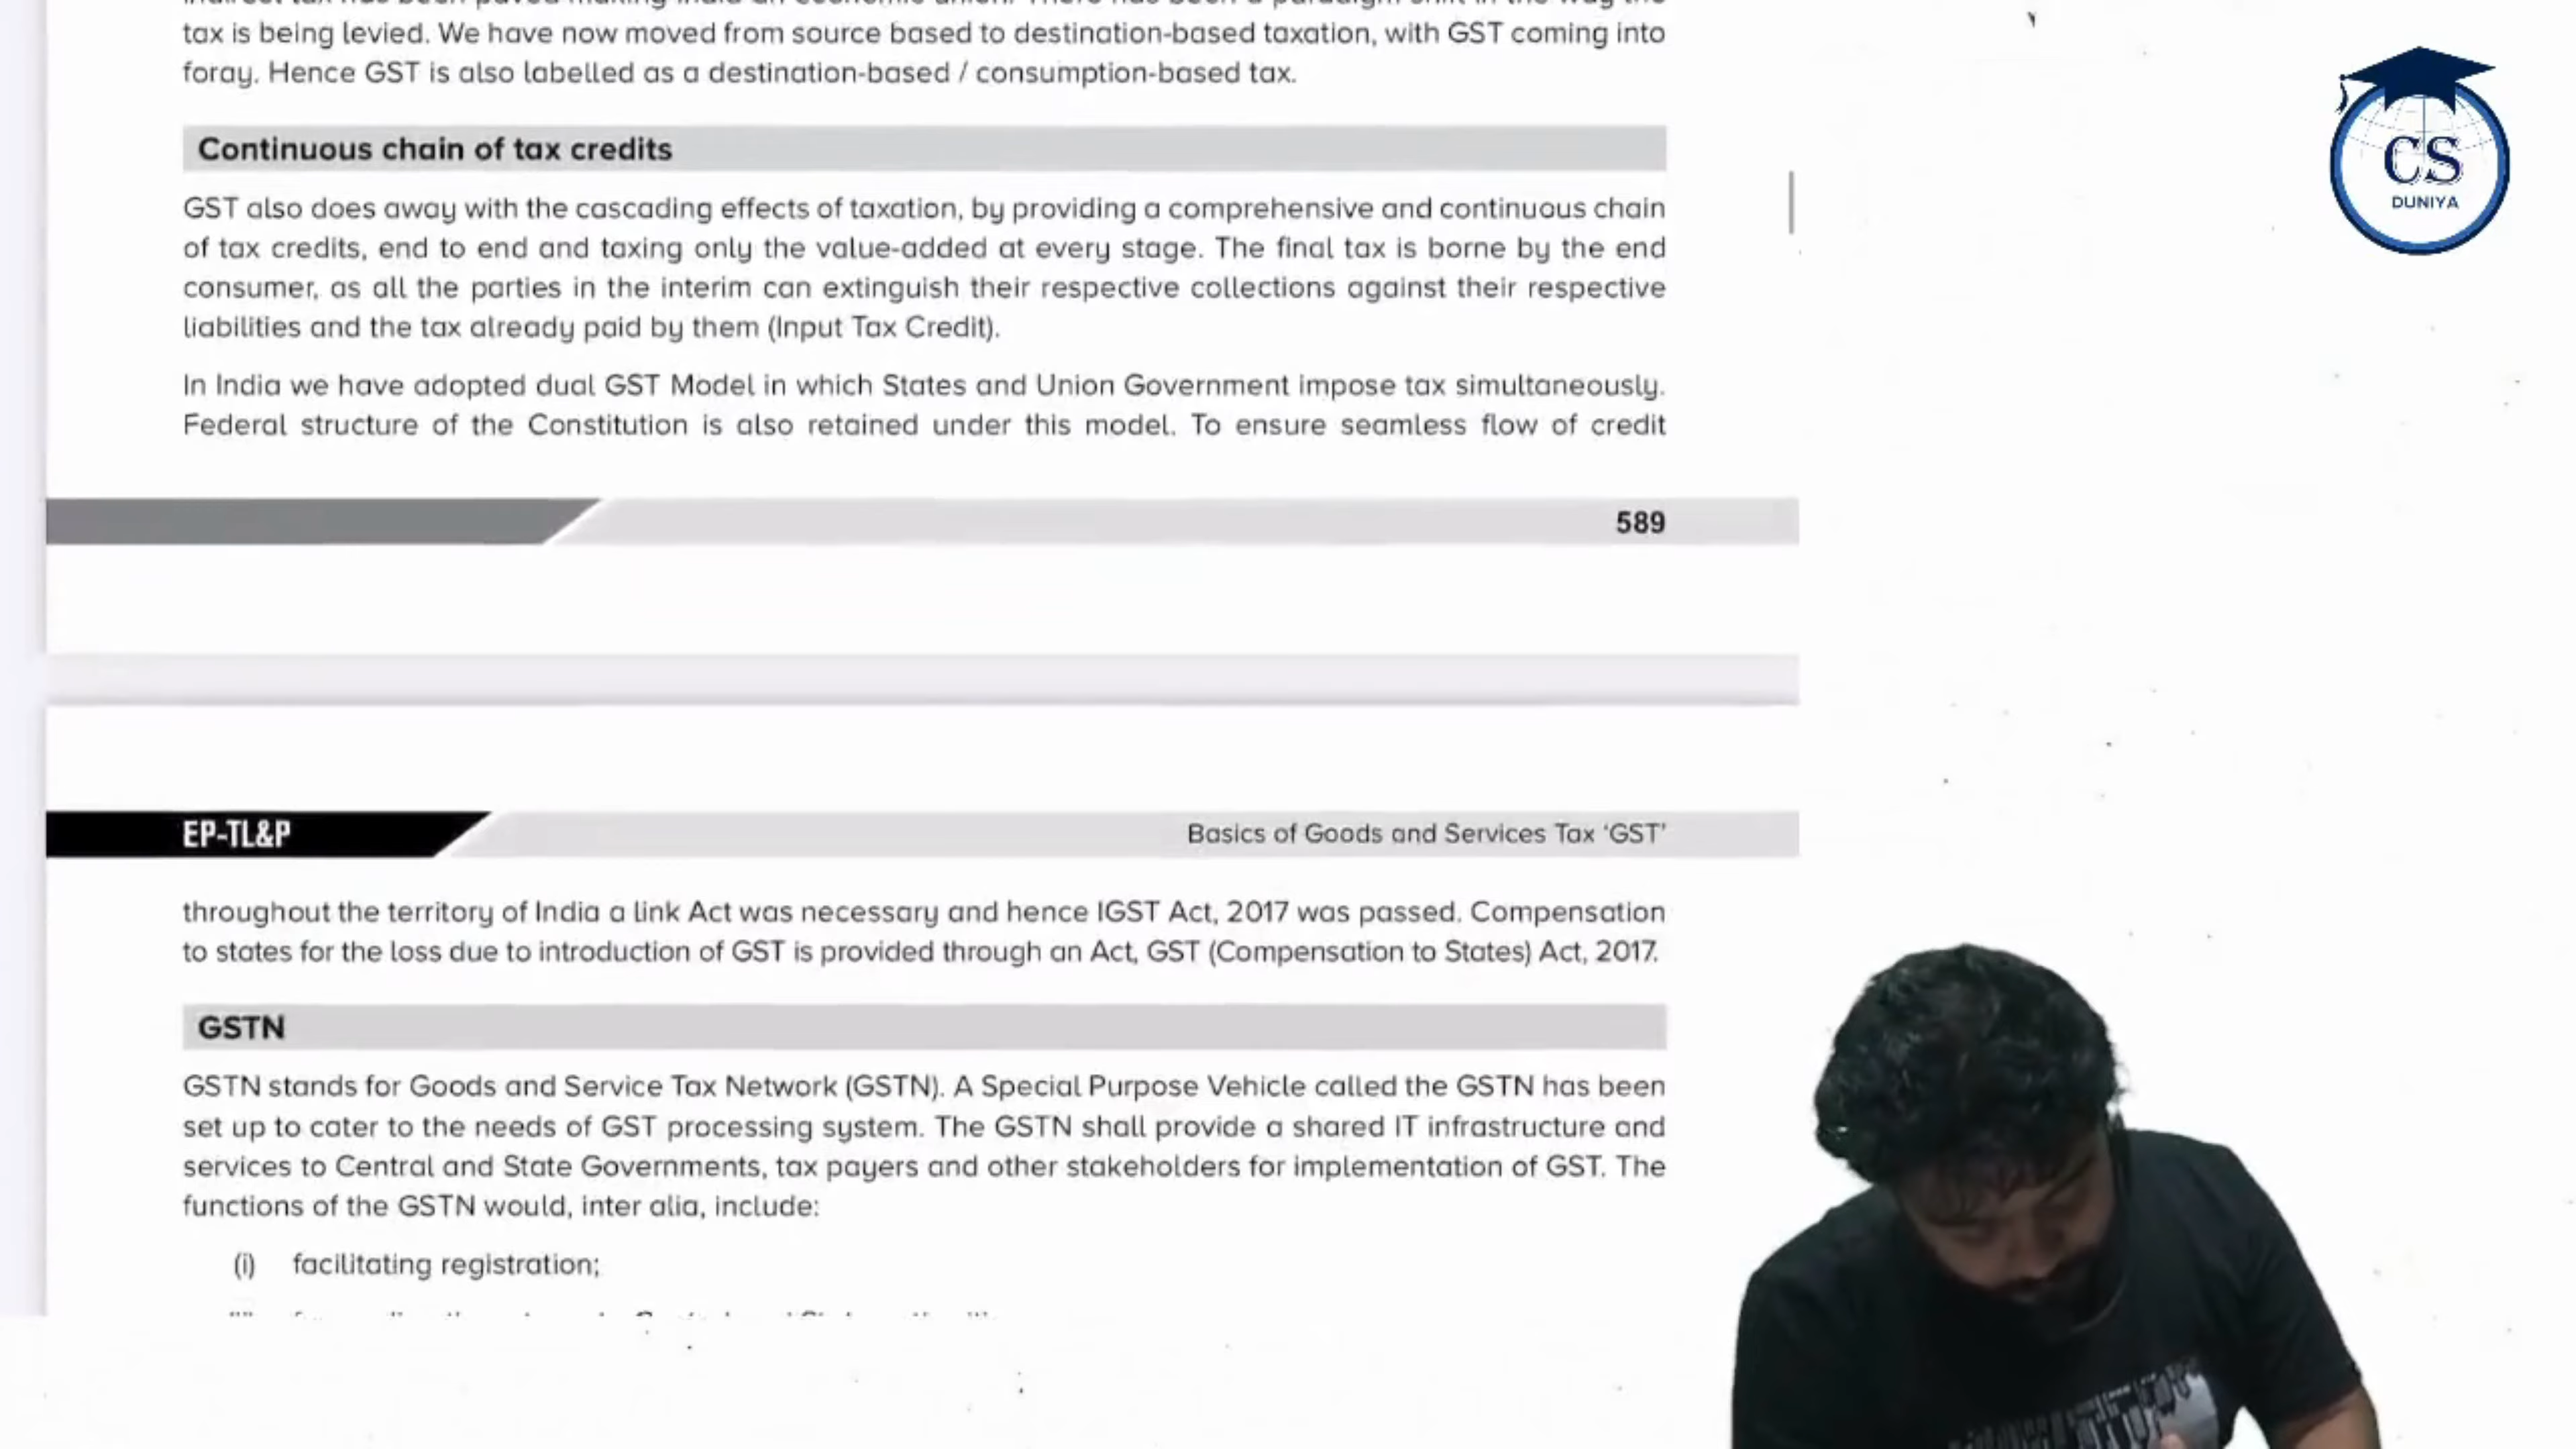 tax is being levied. We have now moved from source based to destination-based taxation, with GST coming into
foray. Hence GST is also labelled as a destination-based / consumption-based tax.
Continuous chain of tax credits
GST also does away with the cascading effects of taxation, by providing a comprehensive and continuous chain
of tax credits, end to end and taxing only the value-added at every stage. The final tax is borne by the end
consumer, as all the parties in the interim can extinguish their respective collections against their respective
liabilities and the tax already paid by them (Input Tax Credit).
In India we have adopted dual GST Model in which States and Union Government impose tax simultaneously.
Federal structure of the Constitution is also retained under this model. To ensure seamless flow of credit
589
EP-TL&P
Basics of Goods and Services Tax ‘GST’
throughout the territory of India a link Act was necessary and hence IGST Act, 2017 was passed. Compensation
to states for the loss due to introduction of GST is provided through an Act, GST (Compensation to States) Act, 2017.
GSTN
GSTN stands for Goods and Service Tax Network (GSTN). A Special Purpose Vehicle called the GSTN has been
set up to cater to the needs of GST processing system. The GSTN shall provide a shared IT infrastructure and
services to Central and State Governments, tax payers and other stakeholders for implementation of GST. The
functions of the GSTN would, inter alia, include:
(i) facilitating registration;
CS
DUNIYA